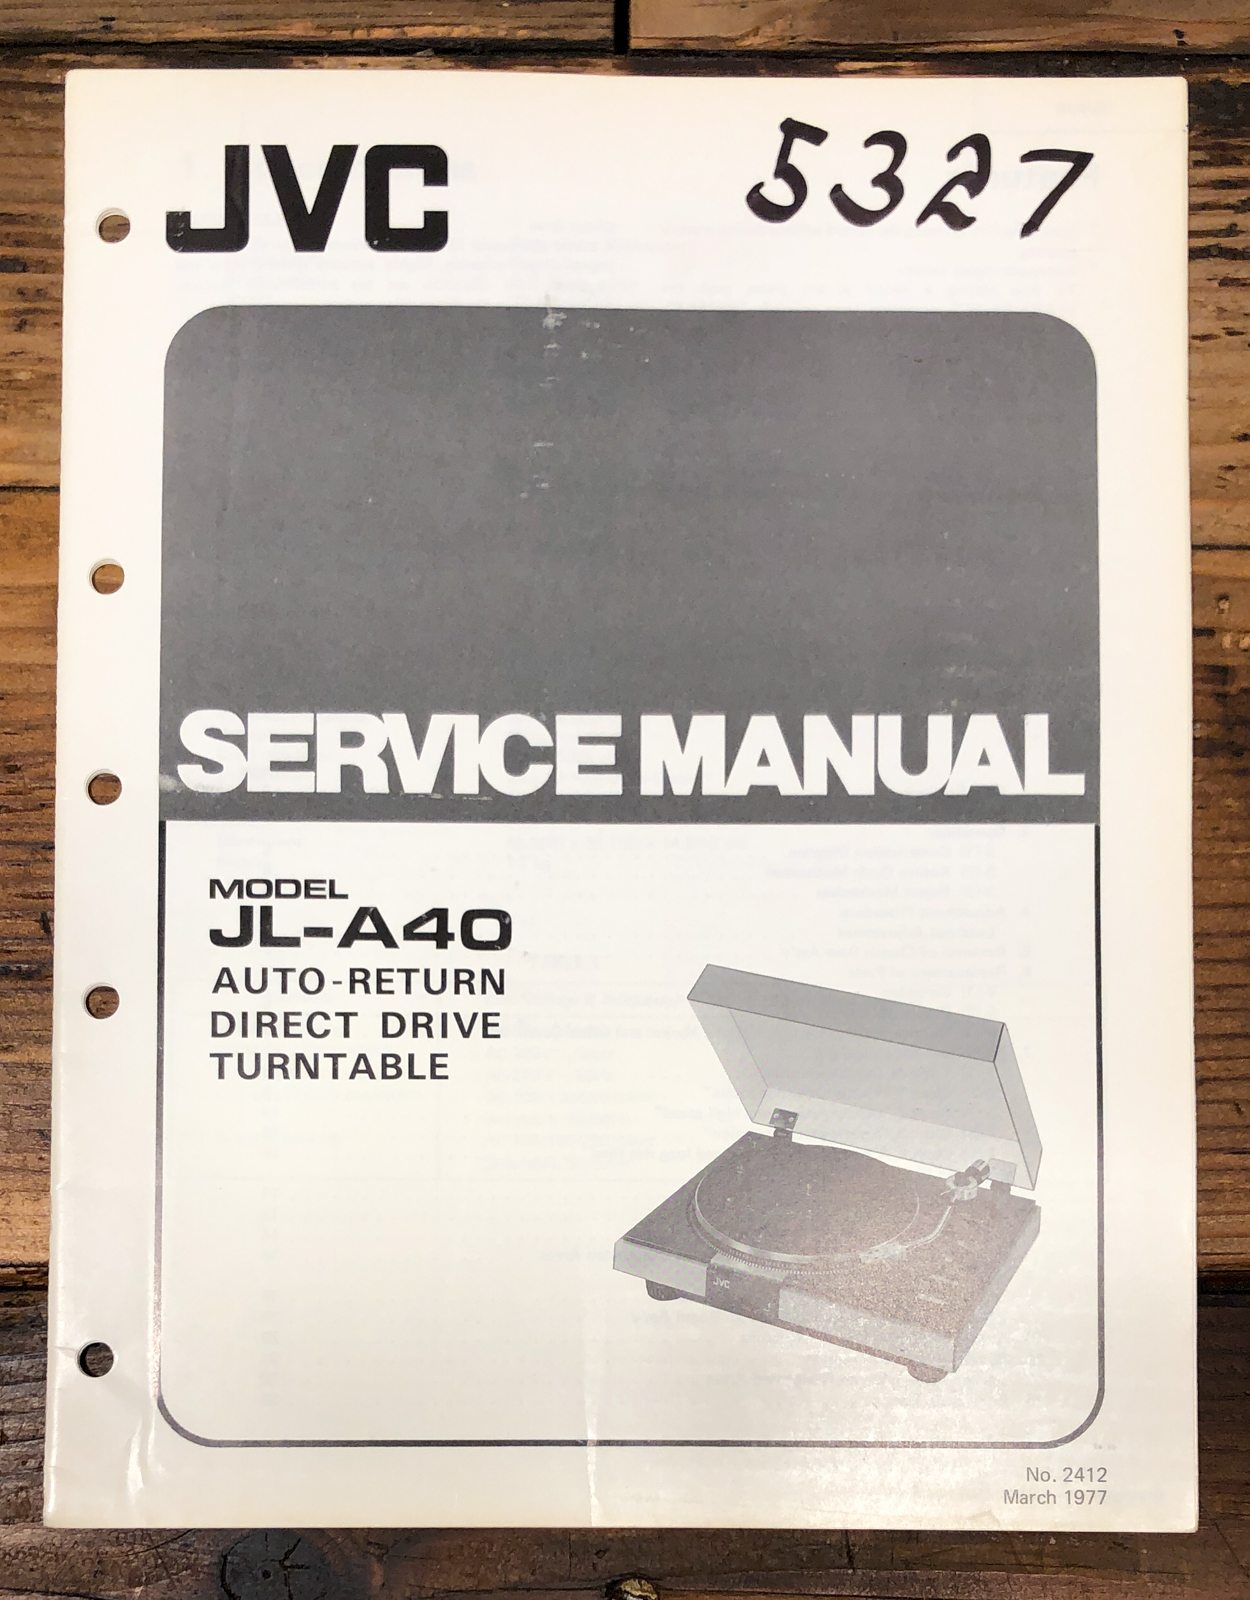 JVC
5327
SERVICE MANUAL
MODEL
JL-A40
AUTO-RETURN
DIRECT DRIVE
TURNTABLE
JVC
No. 2412
March 1977